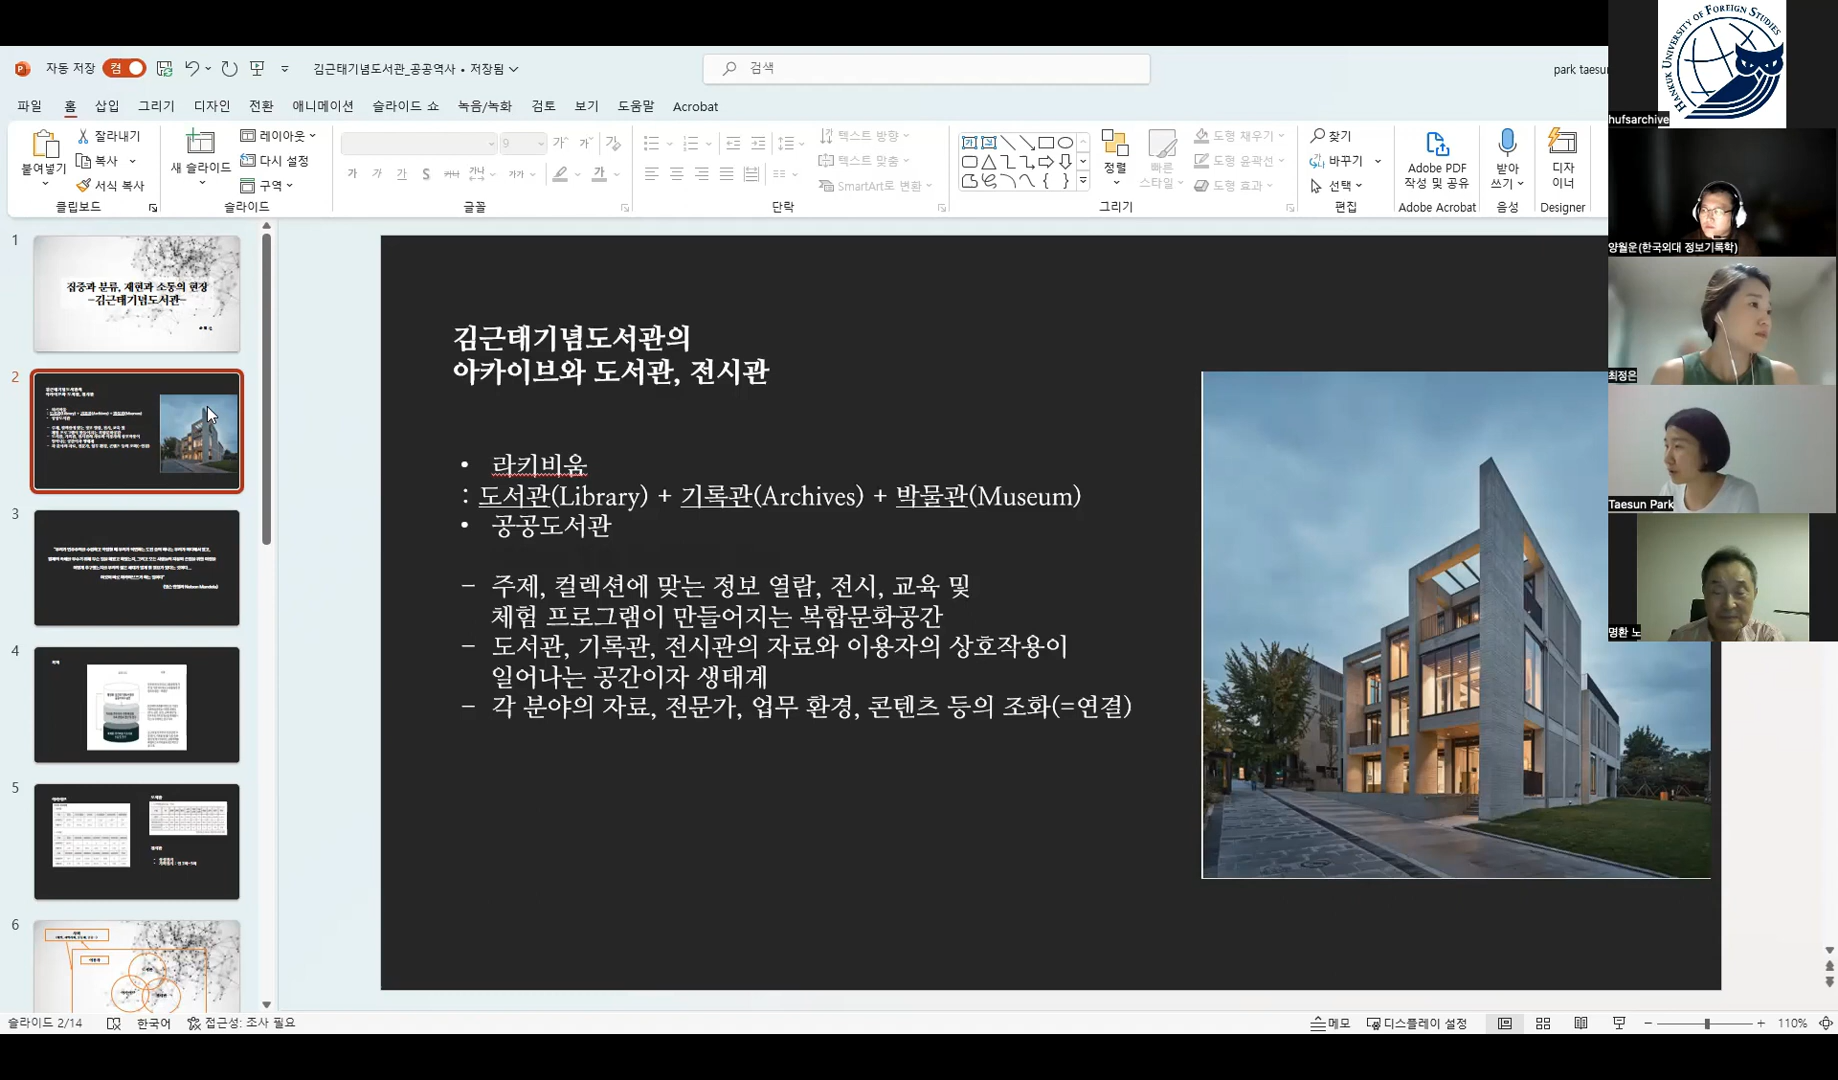 자동 저장
켬
김근태기념도서관_공공역사 • 저장됨
검색
park taesun
파일
홈
삽입
그리기
디자인
전환
애니메이션
슬라이드 쇼
녹음/녹화
검토
보기
도움말
Acrobat
붙여넣기
잘라내기
복사
서식 복사
클립보드
새 슬라이드
레이아웃
다시 설정
구역
슬라이드
9
글꼴
텍스트 방향
텍스트 맞춤
SmartArt로 변환
단락
정렬
빠른 스타일
도형 채우기
도형 윤곽선
도형 효과
그리기
찾기
바꾸기
선택
편집
Adobe PDF
작성 및 공유
Adobe Acrobat
받아
쓰기
음성
디자
이너
Designer
HANKUK UNIVERSITY OF FOREIGN STUDIES
hufsarchive
양월운(한국외대 정보기록학)
최정은
Taesun Park
명환 노
1
집중과 분류, 재현과 소통의 현장
-김근태기념도서관-
2
3
4
5
6
김근태기념도서관의
아카이브와 도서관, 전시관
• 라키비움
: 도서관(Library) + 기록관(Archives) + 박물관(Museum)
• 공공도서관
– 주제, 컬렉션에 맞는 정보 열람, 전시, 교육 및
체험 프로그램이 만들어지는 복합문화공간
– 도서관, 기록관, 전시관의 자료와 이용자의 상호작용이
일어나는 공간이자 생태계
– 각 분야의 자료, 전문가, 업무 환경, 콘텐츠 등의 조화(=연결)
슬라이드 2/14
한국어
접근성: 조사 필요
메모
디스플레이 설정
110%